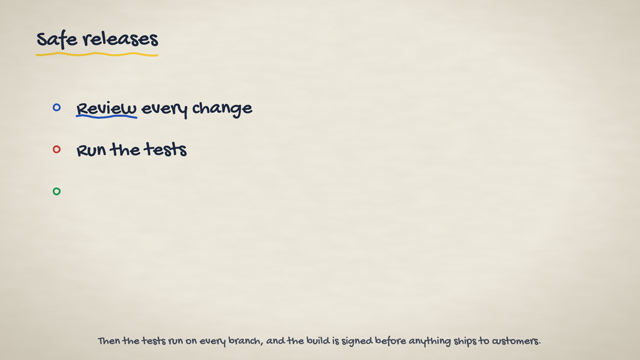 Safe releases
Review every change
Run the tests
Then the tests run on every branch, and the build is signed before anything ships to customers.